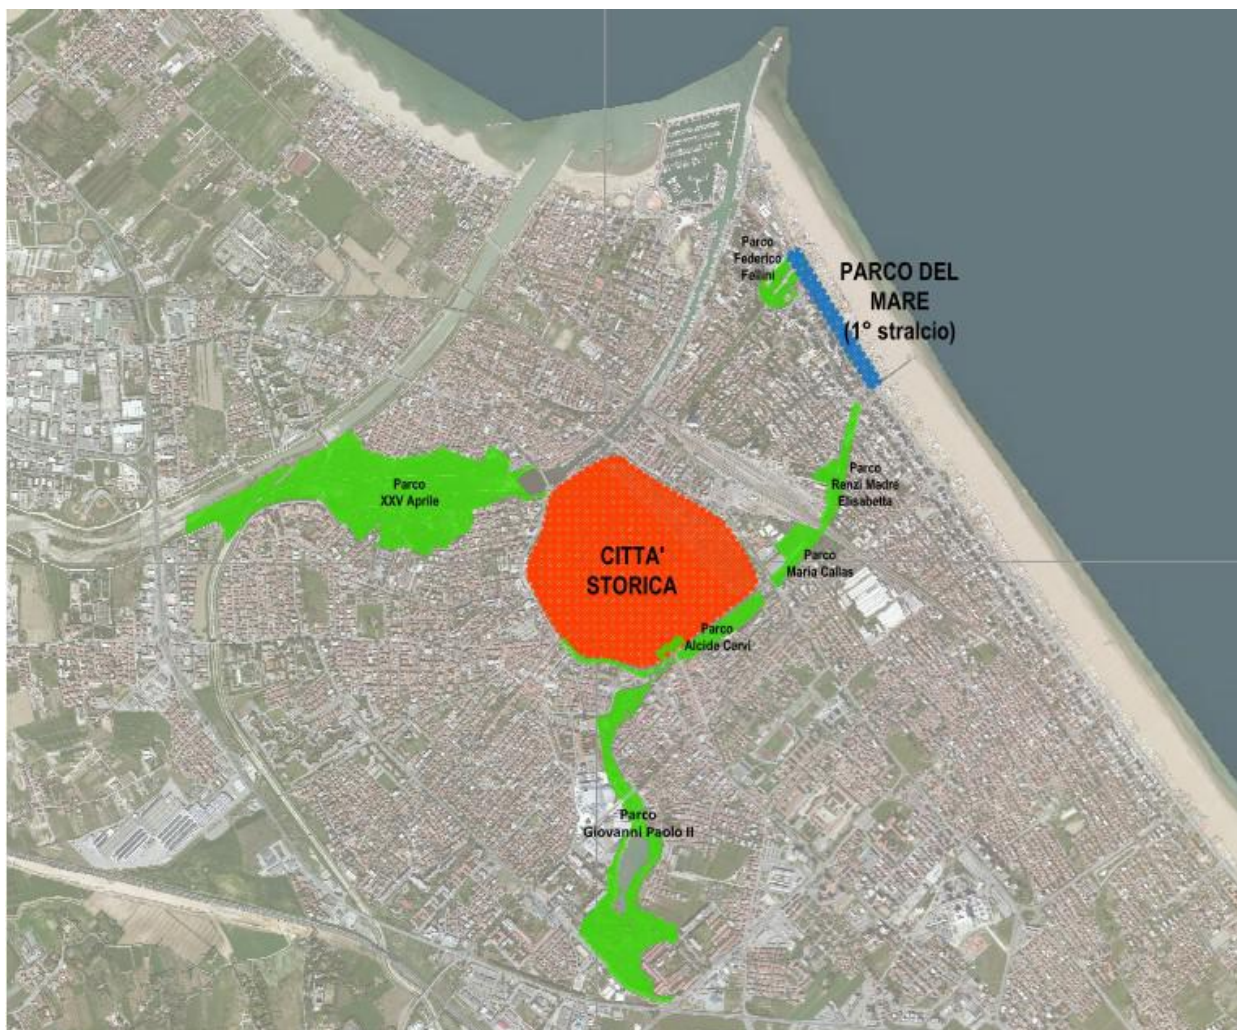 Parco
Federico
Fellini
PARCO DEL
MARE
(1° stralcio)
Parco
XXV Aprile
Parco
Renzi Madre
Elisabetta
CITTA'
STORICA
Parco
Maria Callas
Parco
Alcide Cervi
Parco
Giovanni Paolo II